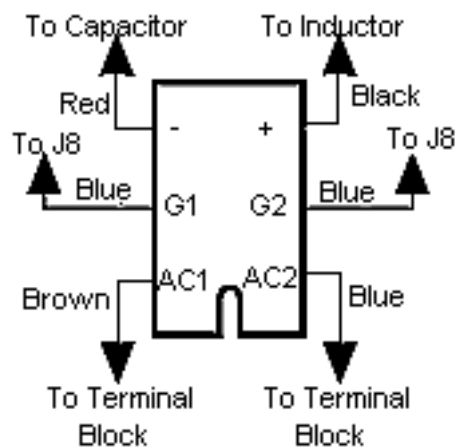 To Capacitor
To Inductor
Red
Black
-
+
To J8
To J8
Blue
Blue
G1
G2
AC1
AC2
Brown
Blue
To Terminal
Block
To Terminal
Block